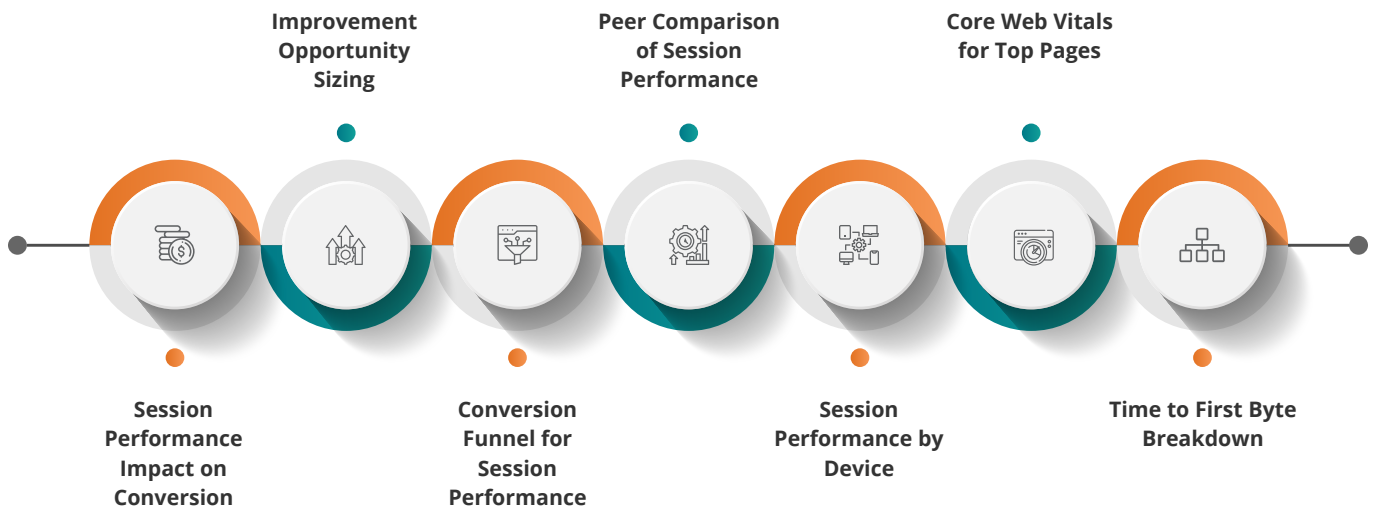 Improvement
Opportunity
Sizing
Peer Comparison
of Session
Performance
Core Web Vitals
for Top Pages
$
Session
Performance
Impact on
Conversion
Conversion
Funnel for
Session
Performance
Session
Performance by
Device
Time to First Byte
Breakdown